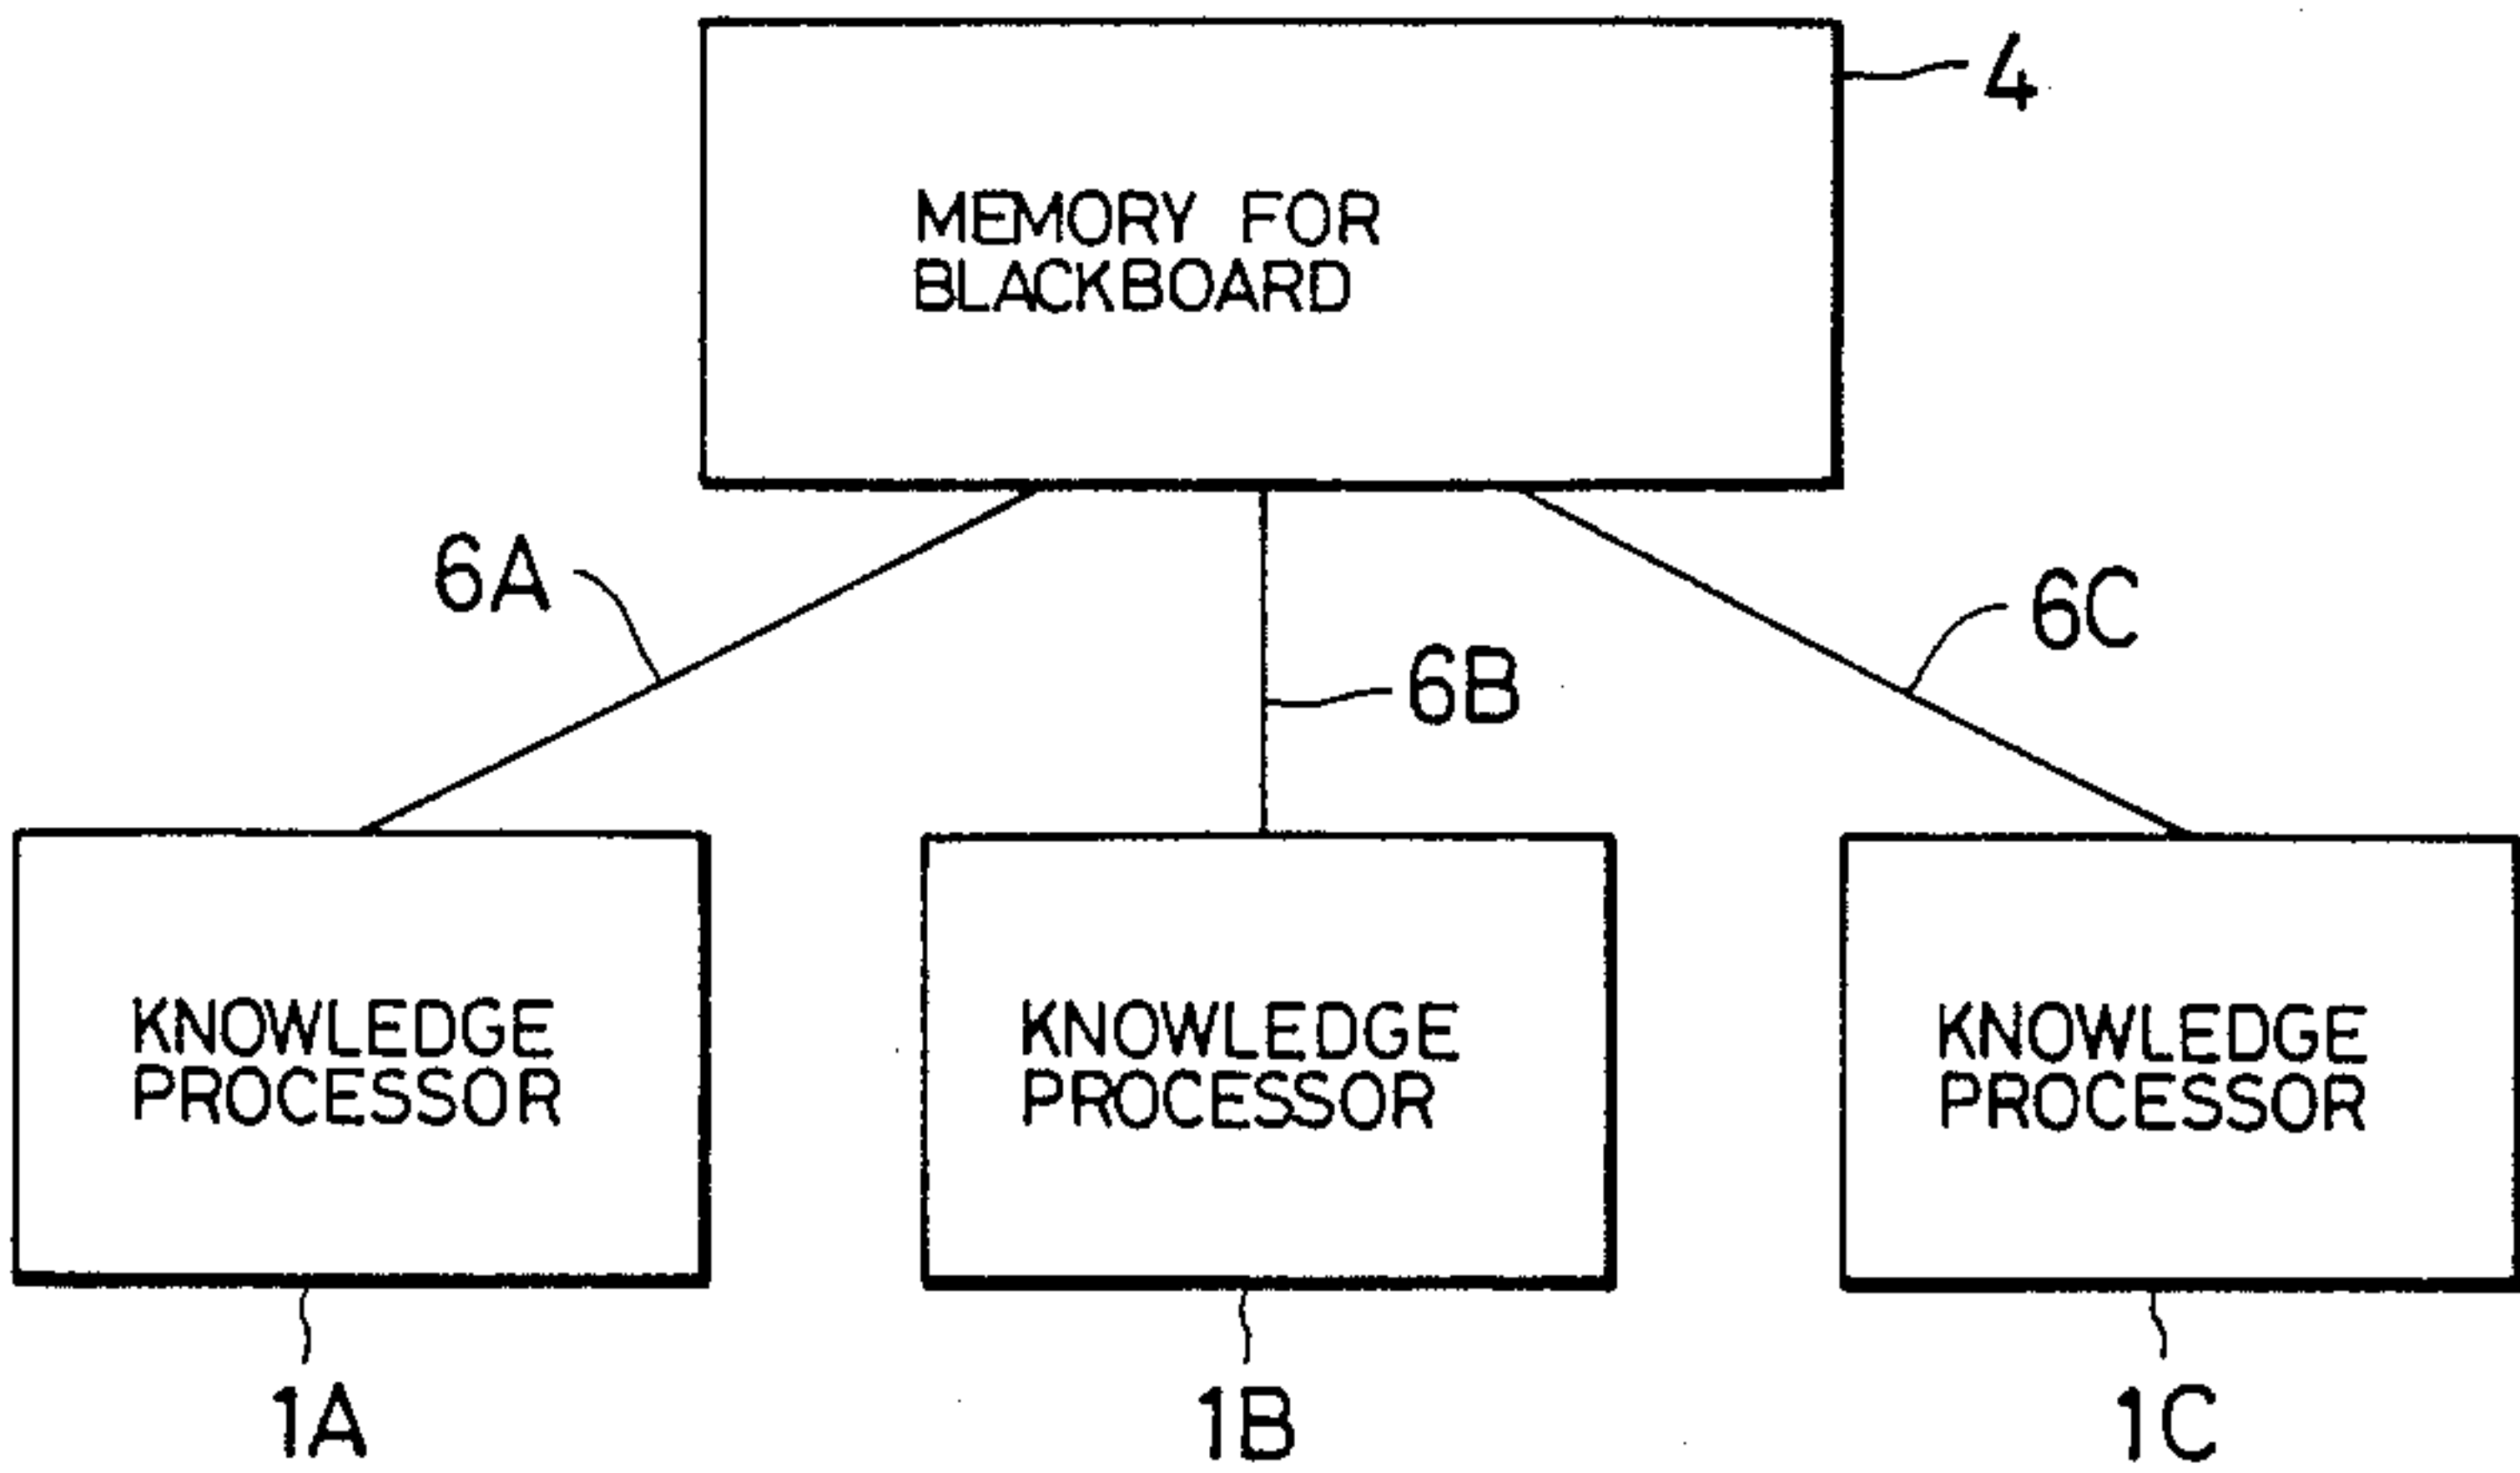 4
MEMORY FOR
BLACKBOARD
6A
6C
6B
KNOWLEDGE
PROCESSOR
KNOWLEDGE
PROCESSOR
KNOWLEDGE
PROCESSOR
1A
1B
1C